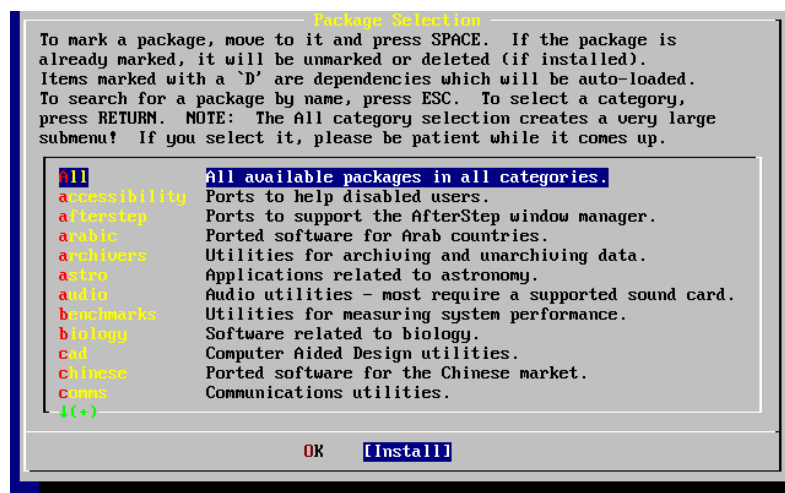 Package Selection
To mark a package, move to it and press SPACE.  If the package is
already marked, it will be unmarked or deleted (if installed).
Items marked with a `D' are dependencies which will be auto-loaded.
To search for a package by name, press ESC.  To select a category,
press RETURN.  NOTE:  The All category selection creates a very large
submenu!  If you select it, please be patient while it comes up.
All All available packages in all categories.
accessibility Ports to help disabled users.
afterstep Ports to support the AfterStep window manager.
arabic Ported software for Arab countries.
archivers Utilities for archiving and unarchiving data.
astro Applications related to astronomy.
audio Audio utilities - most require a supported sound card.
benchmarks Utilities for measuring system performance.
biology Software related to biology.
cad Computer Aided Design utilities.
chinese Ported software for the Chinese market.
comms Communications utilities.
↓(+)
OK [Install]